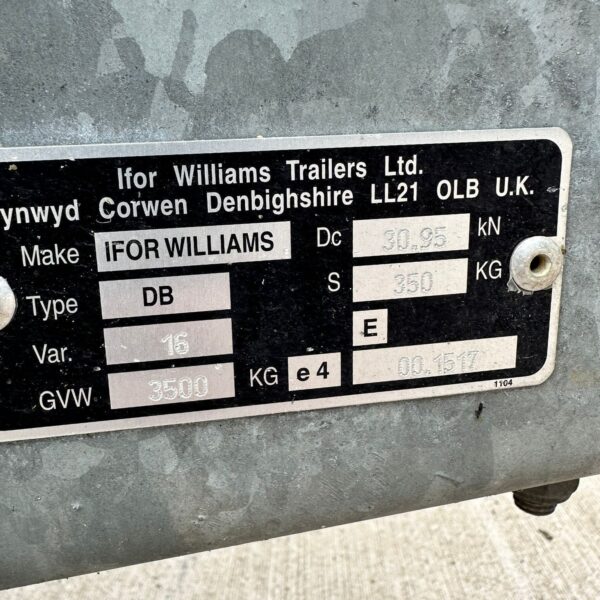 Ifor Williams Trailers Ltd.
ynwyd Corwen Denbighshire LL21 OLB U.K.
Make IFOR WILLIAMS Dc 30.95 kN
Type DB S 350 KG
Var. 16 E
GVW 3500 KG e4 00.1517
1104